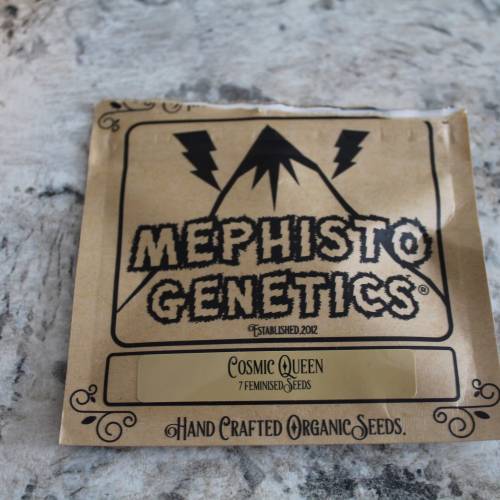 MEPHISTO
GENETICS®
ESTABLISHED.2012
COSMIC QUEEN
7 FEMINISED SEEDS
HAND CRAFTED ORGANIC SEEDS.